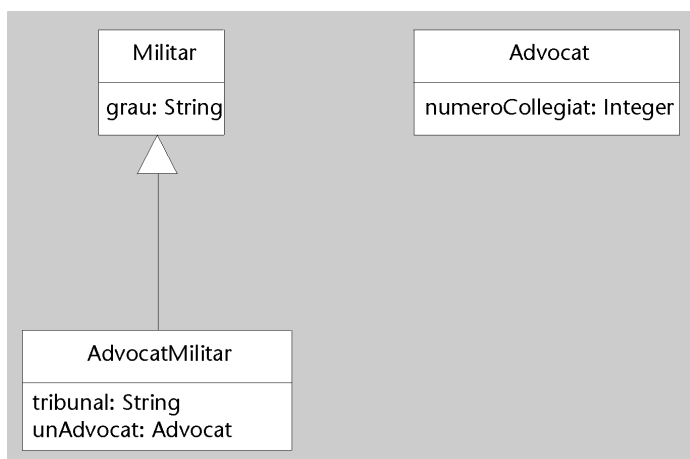 Militar
grau: String
Advocat
numeroCollegiat: Integer
AdvocatMilitar
tribunal: String
unAdvocat: Advocat